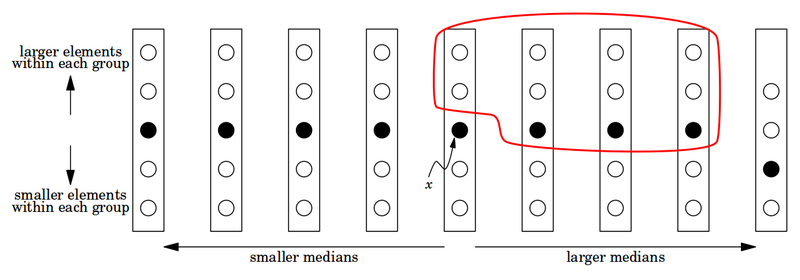 larger elements
within each group
x
smaller elements
within each group
smaller medians
larger medians